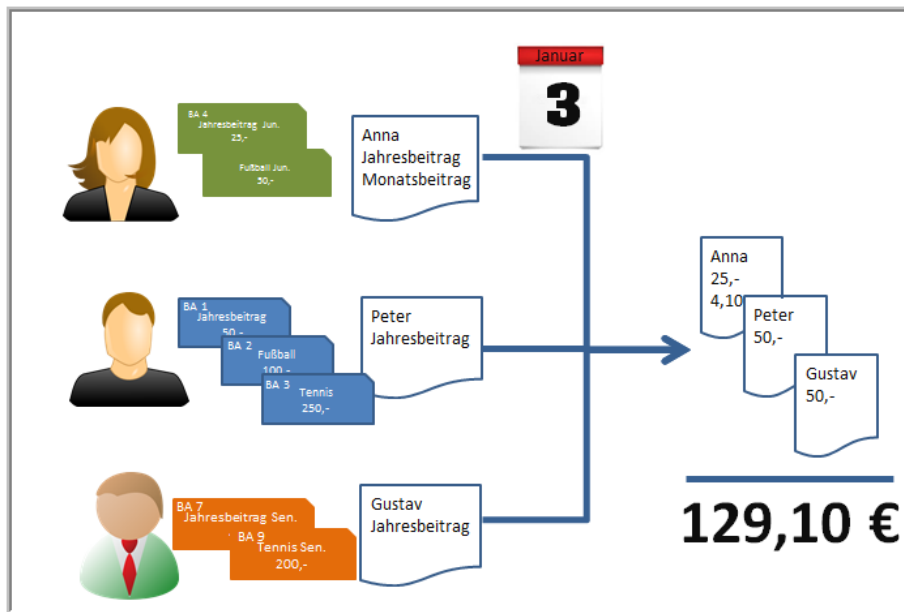 Januar
3
BA 4
Jahresbeitrag Jun.
25,-
Fußball Jun.
50,-
Anna
Jahresbeitrag
Monatsbeitrag
BA 1
Jahresbeitrag
50,-
BA 2
Fußball
100,-
BA 3
Tennis
250,-
Peter
Jahresbeitrag
BA 7
Jahresbeitrag Sen.
BA 9
Tennis Sen.
200,-
Gustav
Jahresbeitrag
Anna
25,-
4,10
Peter
50,-
Gustav
50,-
129,10 €